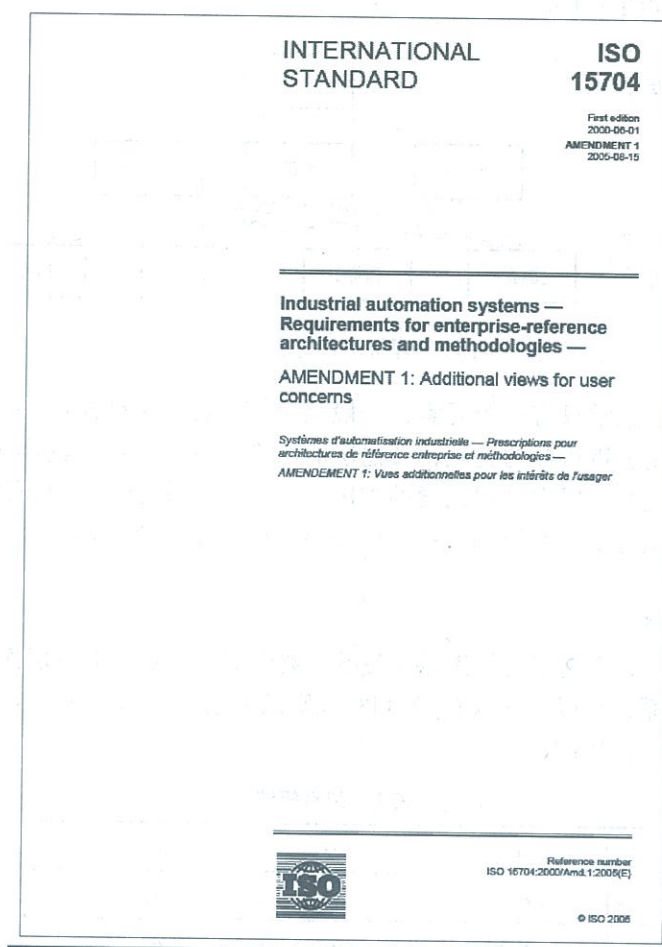 INTERNATIONAL
STANDARD
ISO
15704
First edition
2000-06-01
AMENDMENT 1
2005-08-15
Industrial automation systems —
Requirements for enterprise-reference
architectures and methodologies —
AMENDMENT 1: Additional views for user
concerns
Systèmes d'automatisation industrielle — Prescriptions pour
architectures de référence entreprise et méthodologies —
AMENDEMENT 1: Vues additionnelles pour les intérêts de l'usager
ISO
Reference number
ISO 15704:2000/Amd.1:2005(E)
© ISO 2005